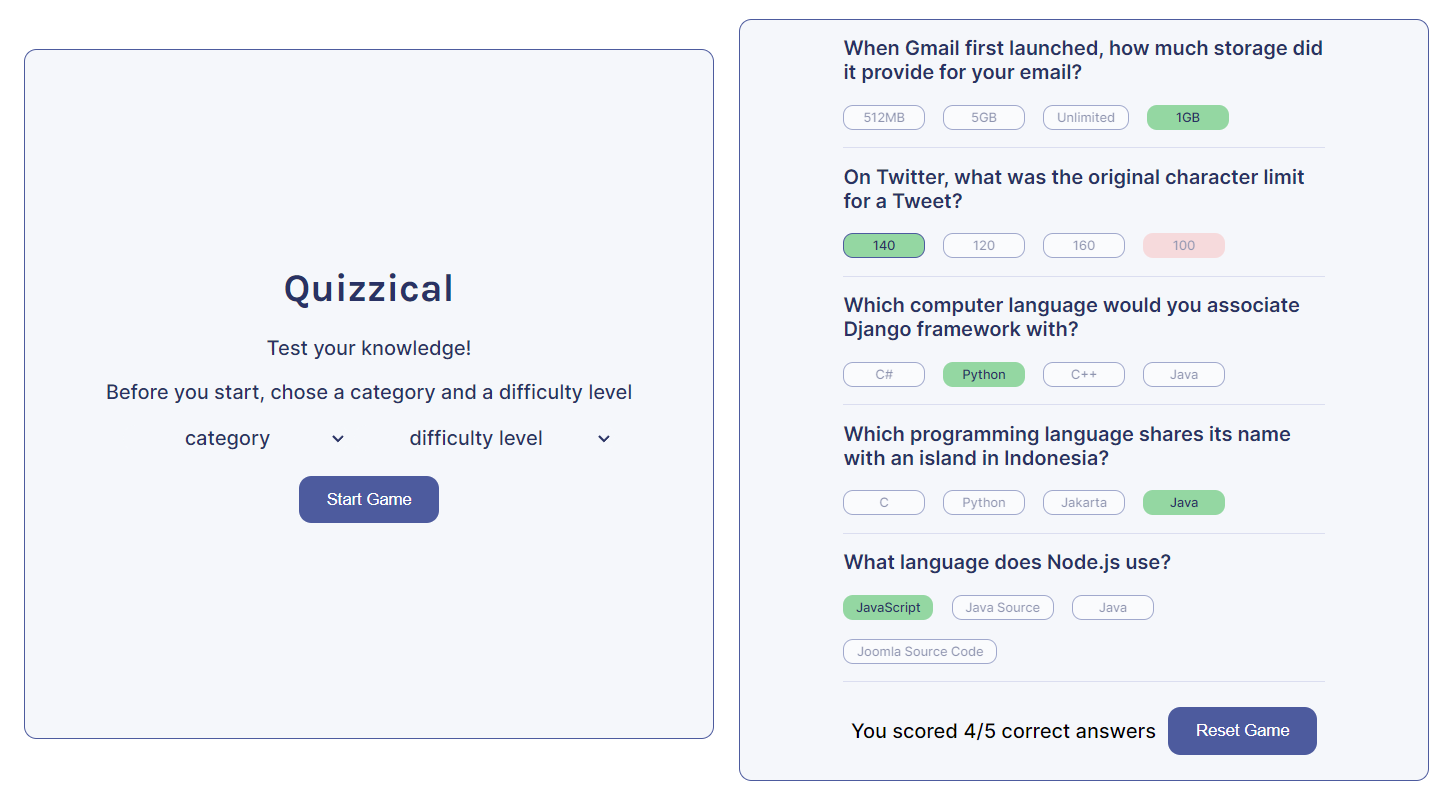 Quizzical
Test your knowledge!
Before you start, chose a category and a difficulty level
category difficulty level
Start Game
When Gmail first launched, how much storage did
it provide for your email?
512MB 5GB Unlimited 1GB
On Twitter, what was the original character limit
for a Tweet?
140 120 160 100
Which computer language would you associate
Django framework with?
C# Python C++ Java
Which programming language shares its name
with an island in Indonesia?
C Python Jakarta Java
What language does Node.js use?
JavaScript Java Source Java
Joomla Source Code
You scored 4/5 correct answers Reset Game